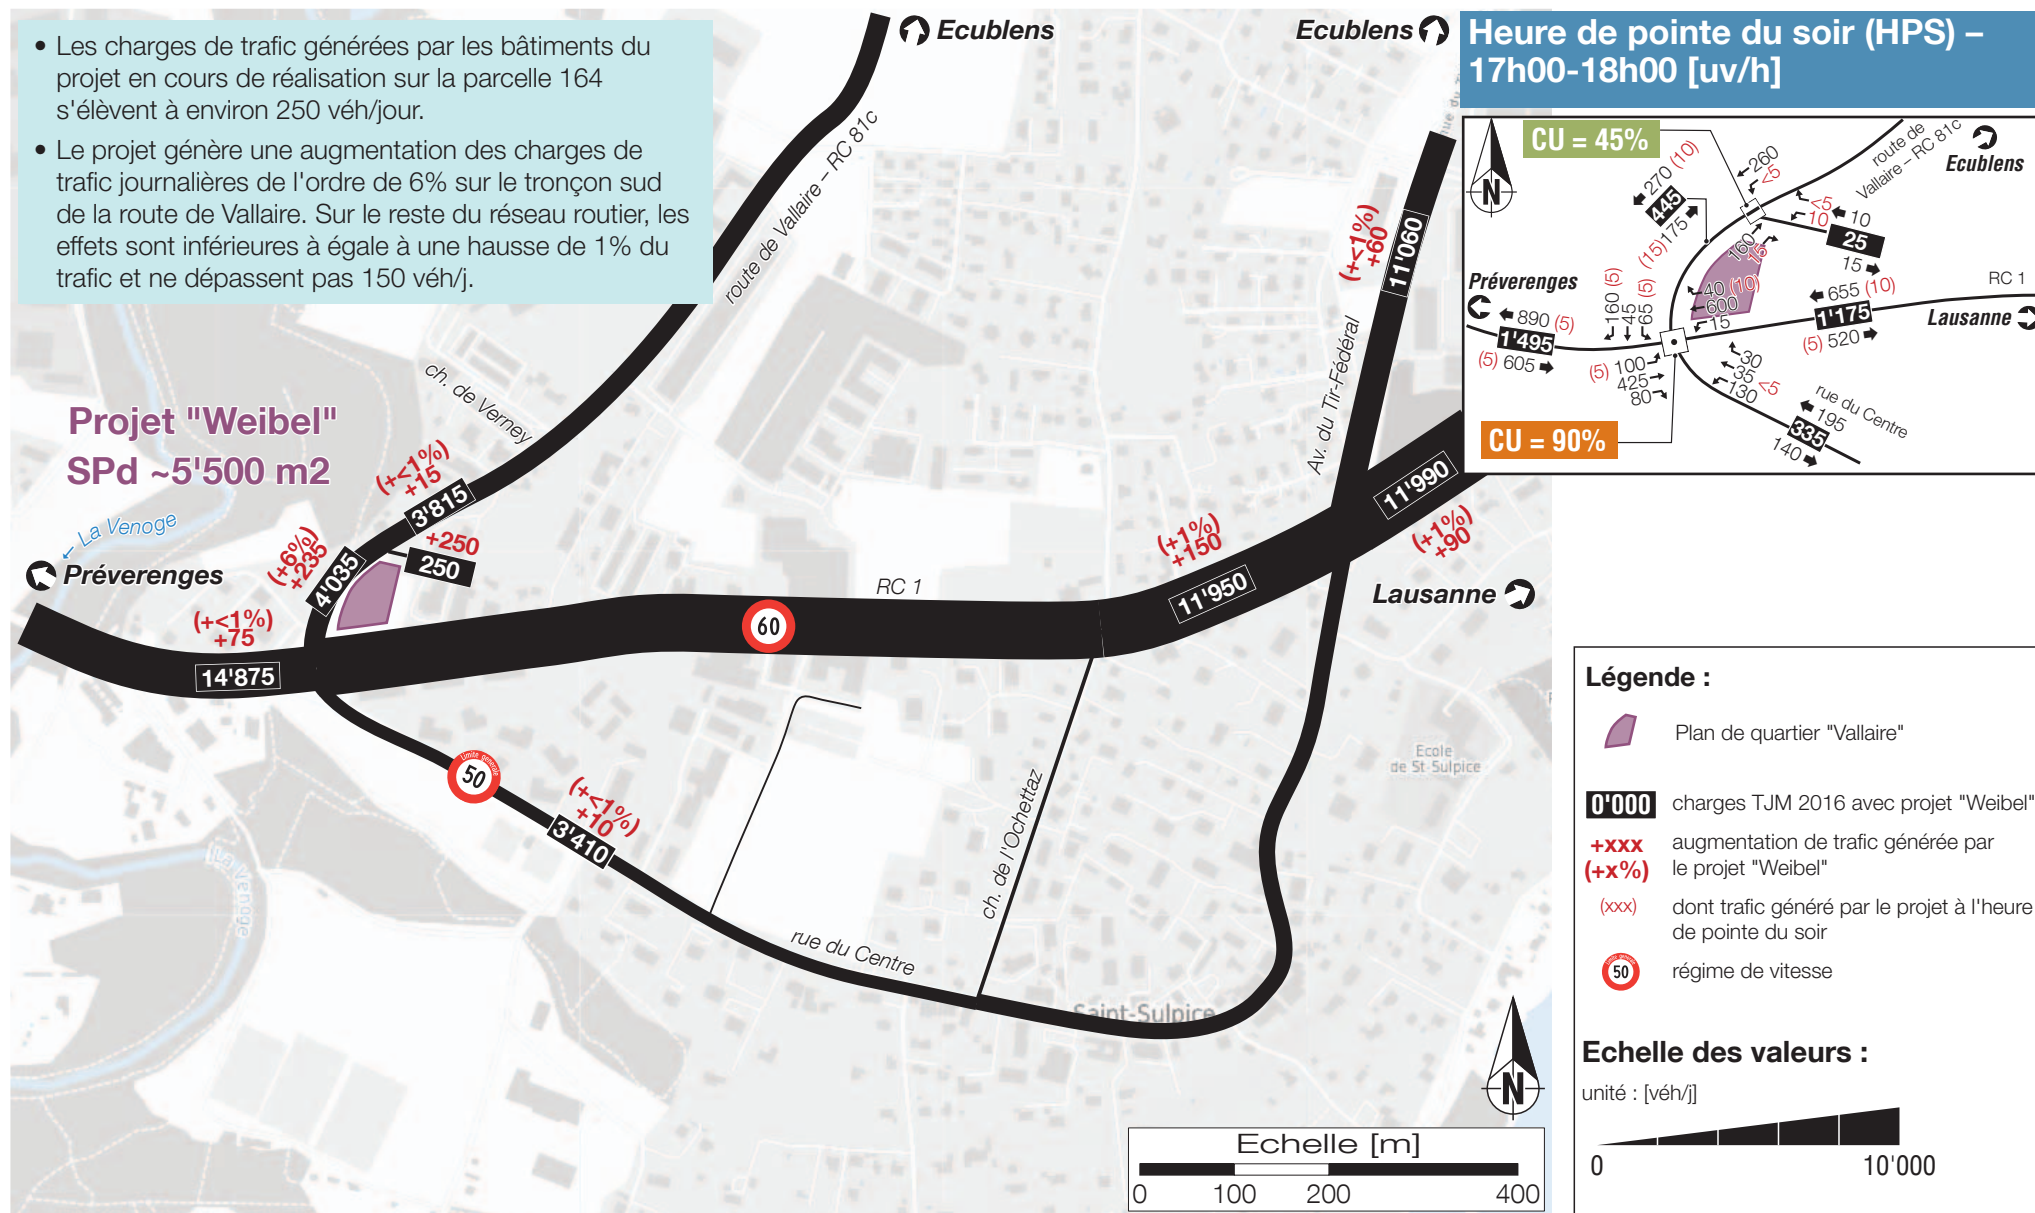 • Les charges de trafic générées par les bâtiments du
projet en cours de réalisation sur la parcelle 164
s'élèvent à environ 250 véh/jour.
• Le projet génère une augmentation des charges de
trafic journalières de l'ordre de 6% sur le tronçon sud
de la route de Vallaire. Sur le reste du réseau routier, les
effets sont inférieures à égale à une hausse de 1% du
trafic et ne dépassent pas 150 véh/j.
Ecublens
Ecublens
route de Vallaire – RC 81c
ch. de Verney
Projet "Weibel"
SPd ~5'500 m2
La Venoge
Préverenges
(+<1%)
+15
3'815
+250
250
(+6%)
+235
4'035
(+<1%)
+75
14'875
RC 1
60
(+1%)
+150
11'950
(+<1%)
+60
11'060
Av. du Tir-Fédéral
11'990
(+1%)
+90
Lausanne
Limite générale
50
(+<1%)
+10
3'410
rue du Centre
ch. de l'Ochettaz
Ecole
de St-Sulpice
Saint-Sulpice
La Venoge
N
Echelle [m]
0 100 200 400
Heure de pointe du soir (HPS) –
17h00-18h00 [uv/h]
N
CU = 45%
270 (10)
445
(15) 175
260
<5
route de
Vallaire – RC 81c
Ecublens
<5
10
10
25
15
160
15
Préverenges
890 (5)
1'495
(5) 605
160 (5)
45
65 (5)
40 (10)
600
15
655 (10)
1'175
(5) 520
RC 1
Lausanne
(5) 100
425
80
30
35
130
<5
rue du Centre
195
335
140
CU = 90%
Légende :
Plan de quartier "Vallaire"
0'000 charges TJM 2016 avec projet "Weibel"
+xxx augmentation de trafic générée par
(+x%) le projet "Weibel"
(xxx) dont trafic généré par le projet à l'heure
de pointe du soir
50 régime de vitesse
Echelle des valeurs :
unité : [véh/j]
0 10'000